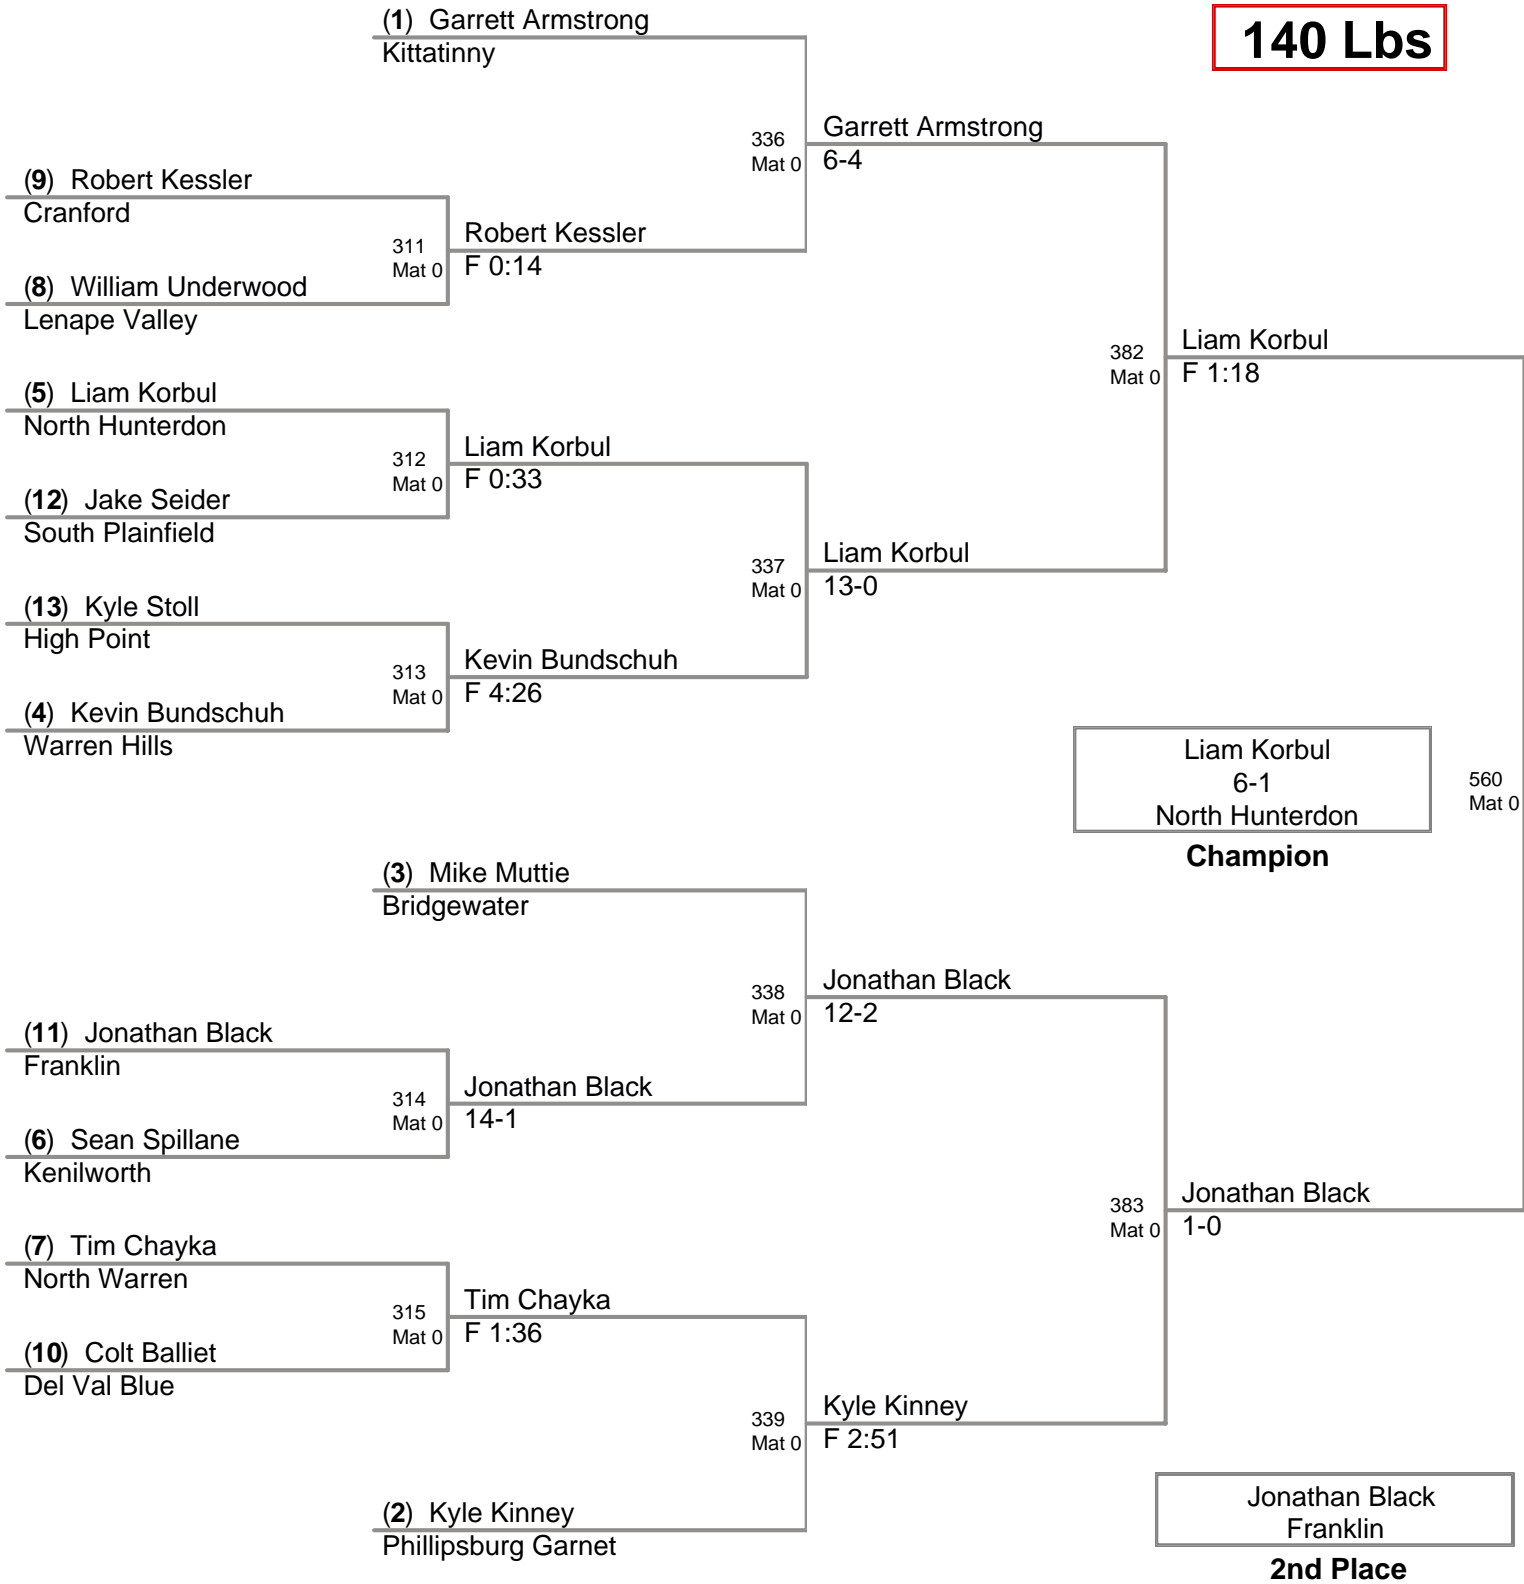 140 Lbs
(1) Garrett Armstrong
Kittatinny
336
Mat 0
Garrett Armstrong
6-4
(9) Robert Kessler
Cranford
311
Mat 0
Robert Kessler
F 0:14
(8) William Underwood
Lenape Valley
382
Mat 0
Liam Korbul
F 1:18
(5) Liam Korbul
North Hunterdon
312
Mat 0
Liam Korbul
F 0:33
(12) Jake Seider
South Plainfield
337
Mat 0
Liam Korbul
13-0
(13) Kyle Stoll
High Point
313
Mat 0
Kevin Bundschuh
F 4:26
(4) Kevin Bundschuh
Warren Hills
Liam Korbul
6-1
North Hunterdon
Champion
560
Mat 0
(3) Mike Muttie
Bridgewater
338
Mat 0
Jonathan Black
12-2
(11) Jonathan Black
Franklin
314
Mat 0
Jonathan Black
14-1
(6) Sean Spillane
Kenilworth
383
Mat 0
Jonathan Black
1-0
(7) Tim Chayka
North Warren
315
Mat 0
Tim Chayka
F 1:36
(10) Colt Balliet
Del Val Blue
339
Mat 0
Kyle Kinney
F 2:51
(2) Kyle Kinney
Phillipsburg Garnet
Jonathan Black
Franklin
2nd Place